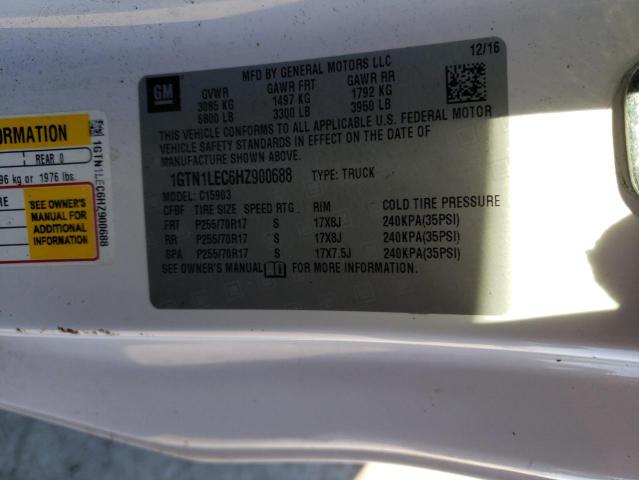 12/16
MFD BY GENERAL MOTORS LLC
GM
GVWR GAWR FRT GAWR RR
3085 KG 1497 KG 1792 KG
6800 LB 3300 LB 3950 LB
THIS VEHICLE CONFORMS TO ALL APPLICABLE U.S. FEDERAL MOTOR
VEHICLE SAFETY STANDARDS IN EFFECT ON THE DATE OF
MANUFACTURE SHOWN ABOVE.
1GTN1LEC6HZ900688 TYPE: TRUCK
MODEL: C15903
CFBF TIRE SIZE SPEED RTG RIM COLD TIRE PRESSURE
FRT P255/70R17 S 17X8J 240KPA(35PSI)
RR P255/70R17 S 17X8J 240KPA(35PSI)
SPA P255/70R17 S 17X7.5J 240KPA(35PSI)
SEE OWNER'S MANUAL FOR MORE INFORMATION.
ORMATION
REAR 0
96 kg or 1976 lbs.
RE
SEE OWNER'S
MANUAL FOR
ADDITIONAL
INFORMATION
1GTN1LEC6HZ900688